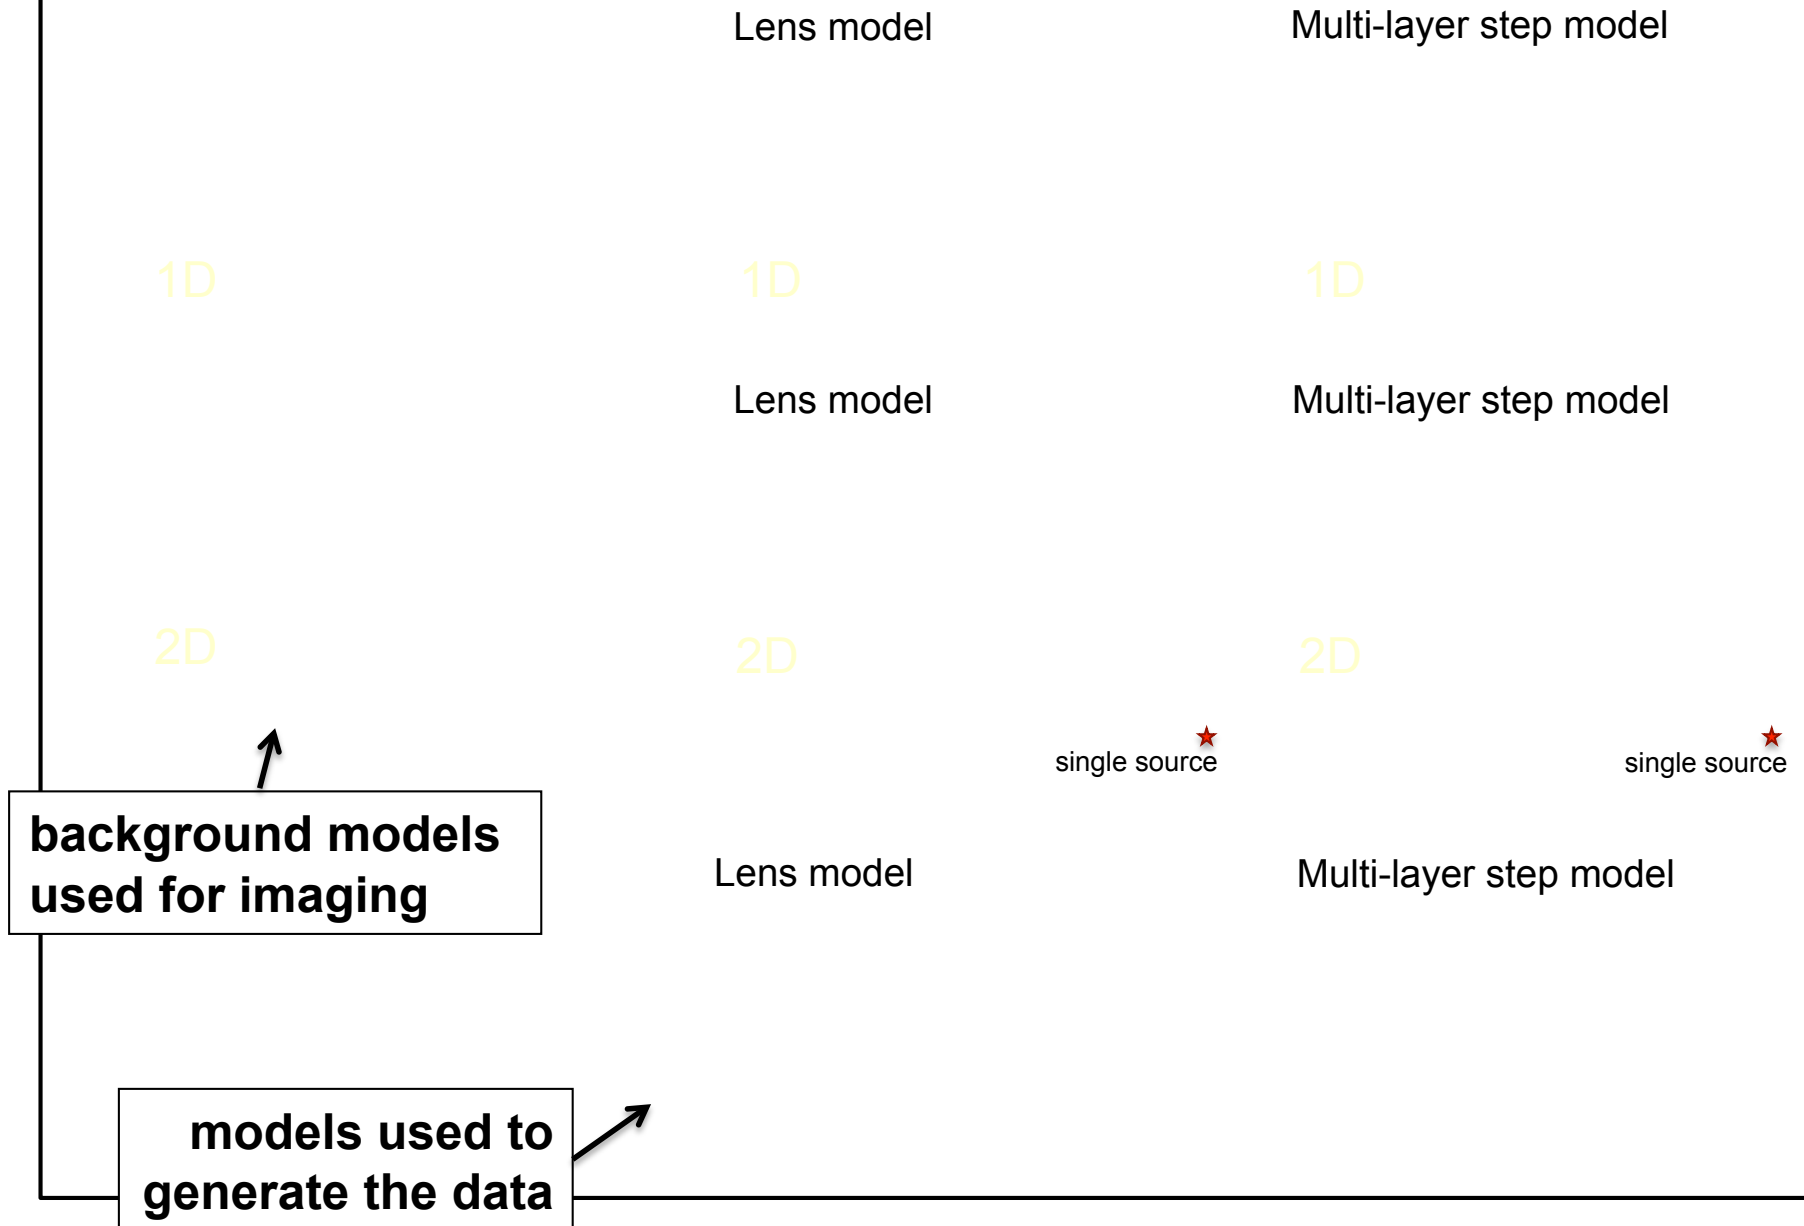 Lens model
Multi-layer step model
1D
1D
1D
Lens model
Multi-layer step model
2D
2D
2D
single source
single source
background models
used for imaging
Lens model
Multi-layer step model
models used to
generate the data